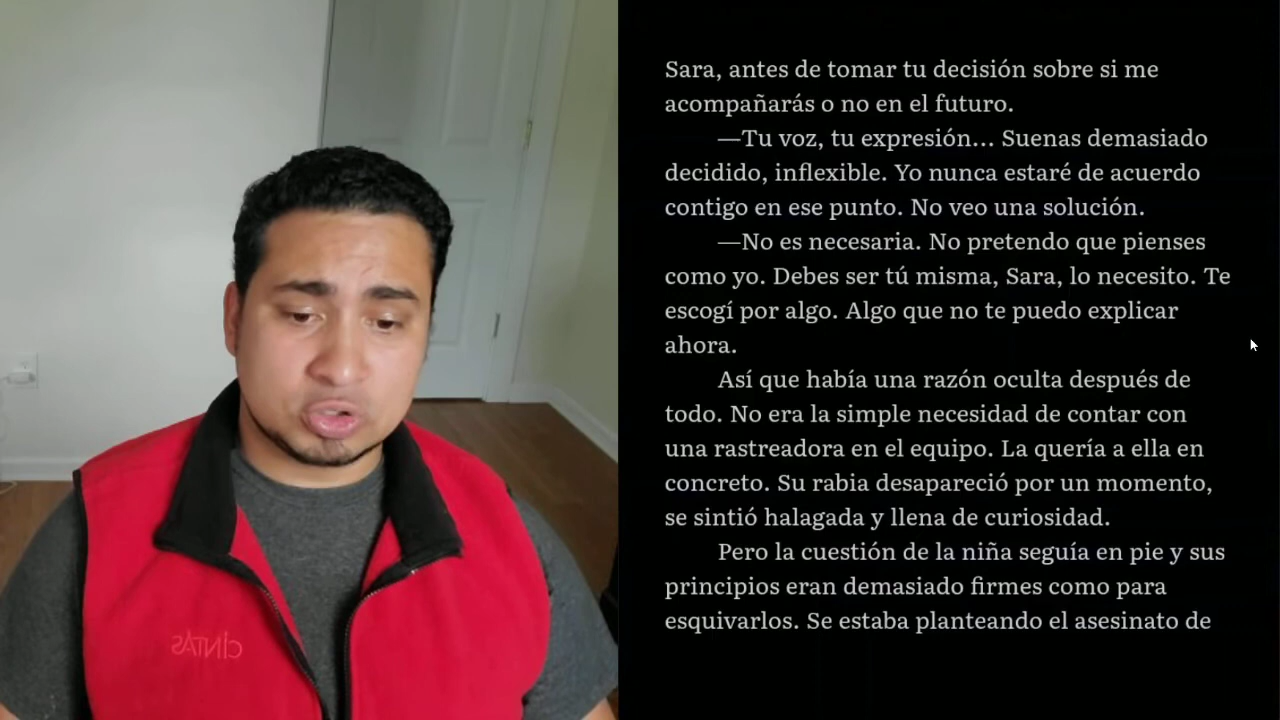 Sara, antes de tomar tu decisión sobre si me
acompañarás o no en el futuro.
—Tu voz, tu expresión... Suenas demasiado
decidido, inflexible. Yo nunca estaré de acuerdo
contigo en ese punto. No veo una solución.
—No es necesaria. No pretendo que pienses
como yo. Debes ser tú misma, Sara, lo necesito. Te
escogí por algo. Algo que no te puedo explicar
ahora.
Así que había una razón oculta después de
todo. No era la simple necesidad de contar con
una rastreadora en el equipo. La quería a ella en
concreto. Su rabia desapareció por un momento,
se sintió halagada y llena de curiosidad.
Pero la cuestión de la niña seguía en pie y sus
principios eran demasiado firmes como para
esquivarlos. Se estaba planteando el asesinato de
CINTAS